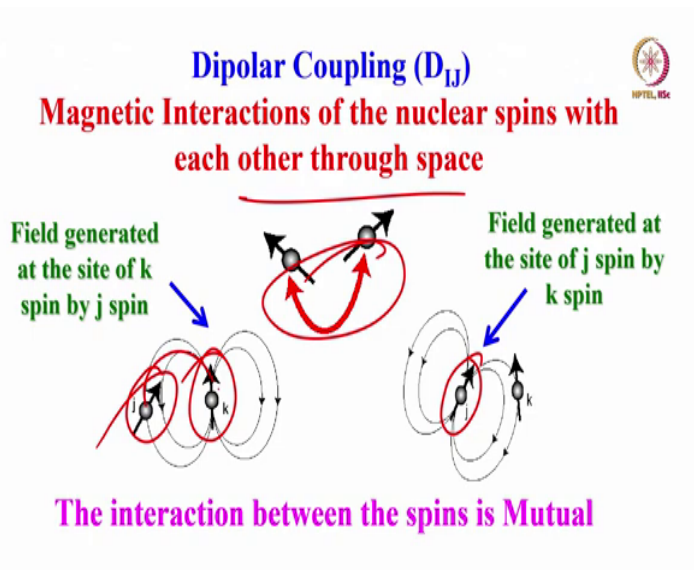 Dipolar Coupling (D_IJ)
Magnetic Interactions of the nuclear spins with
each other through space
NPTEL, IISc
Field generated
at the site of k
spin by j spin
Field generated at
the site of j spin by
k spin
j
k
j
k
The interaction between the spins is Mutual